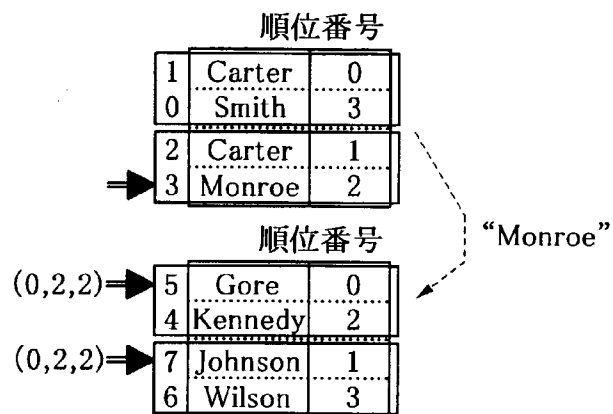 順位番号
1 Carter 0
0 Smith 3
2 Carter 1
3 Monroe 2
"Monroe"
順位番号
(0,2,2) 5 Gore 0
4 Kennedy 2
(0,2,2) 7 Johnson 1
6 Wilson 3